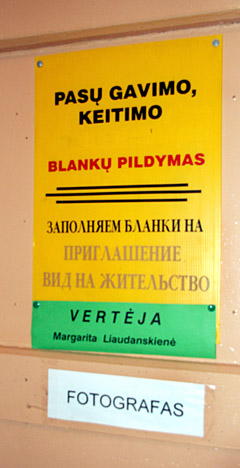 PASŲ GAVIMO,
KEITIMO
BLANKŲ PILDYMAS
ЗАПОЛНЯЕМ БЛАНКИ НА
ПРИГЛАШЕНИЕ
ВИД НА ЖИТЕЛЬСТВО
VERTĖJA
Margarita Liaudanskienė
FOTOGRAFAS